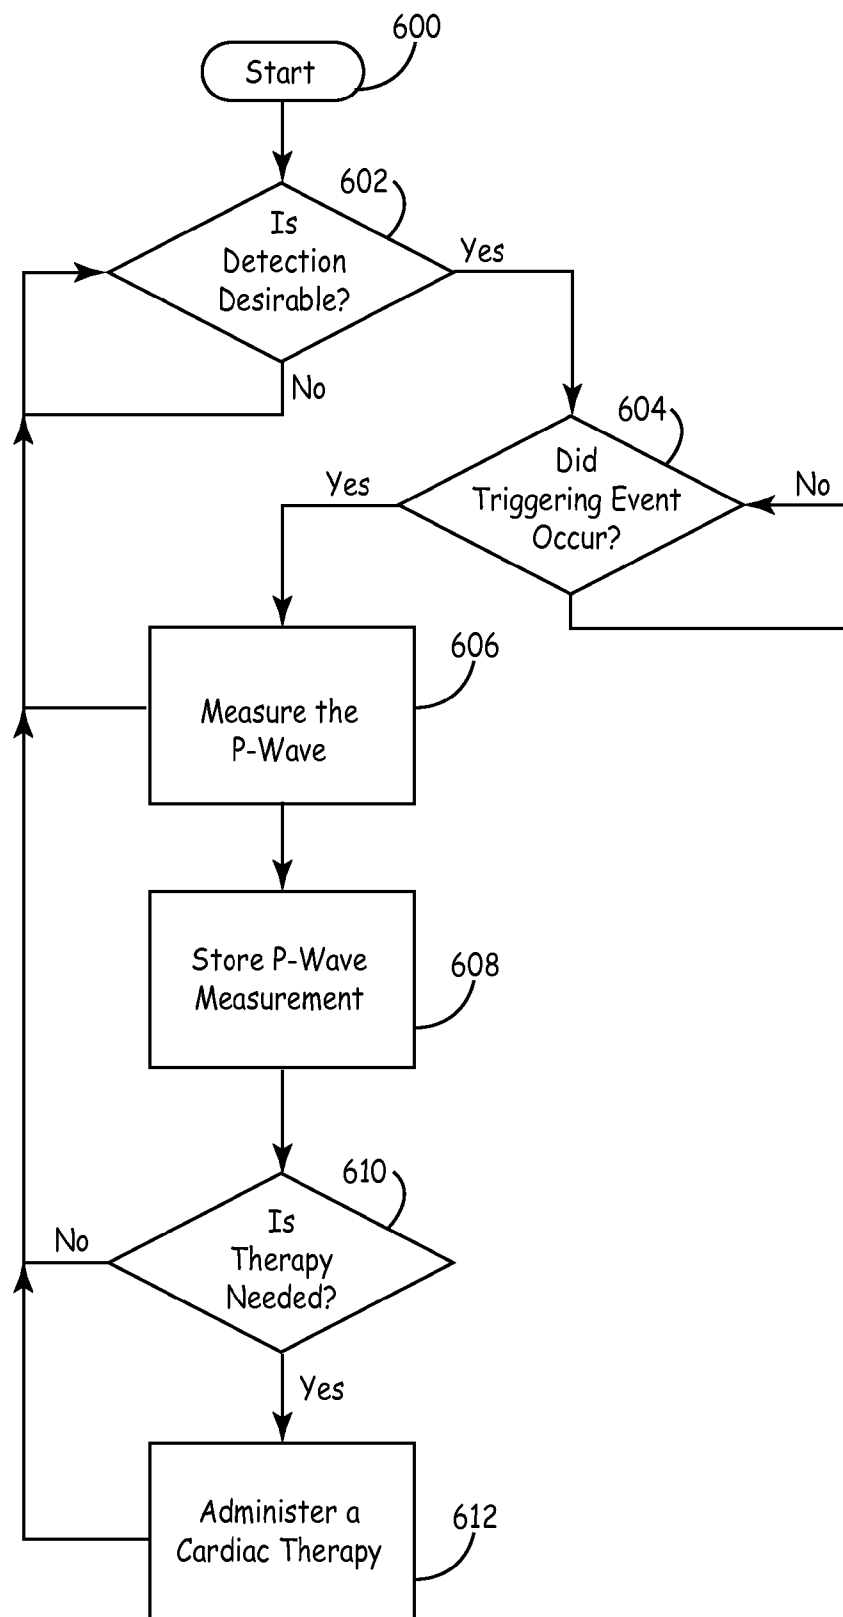 600
Start
602
Is
Detection
Desirable?
Yes
No
604
Did
Triggering Event
Occur?
Yes
No
606
Measure the
P-Wave
608
Store P-Wave
Measurement
610
Is
Therapy
Needed?
No
Yes
612
Administer a
Cardiac Therapy